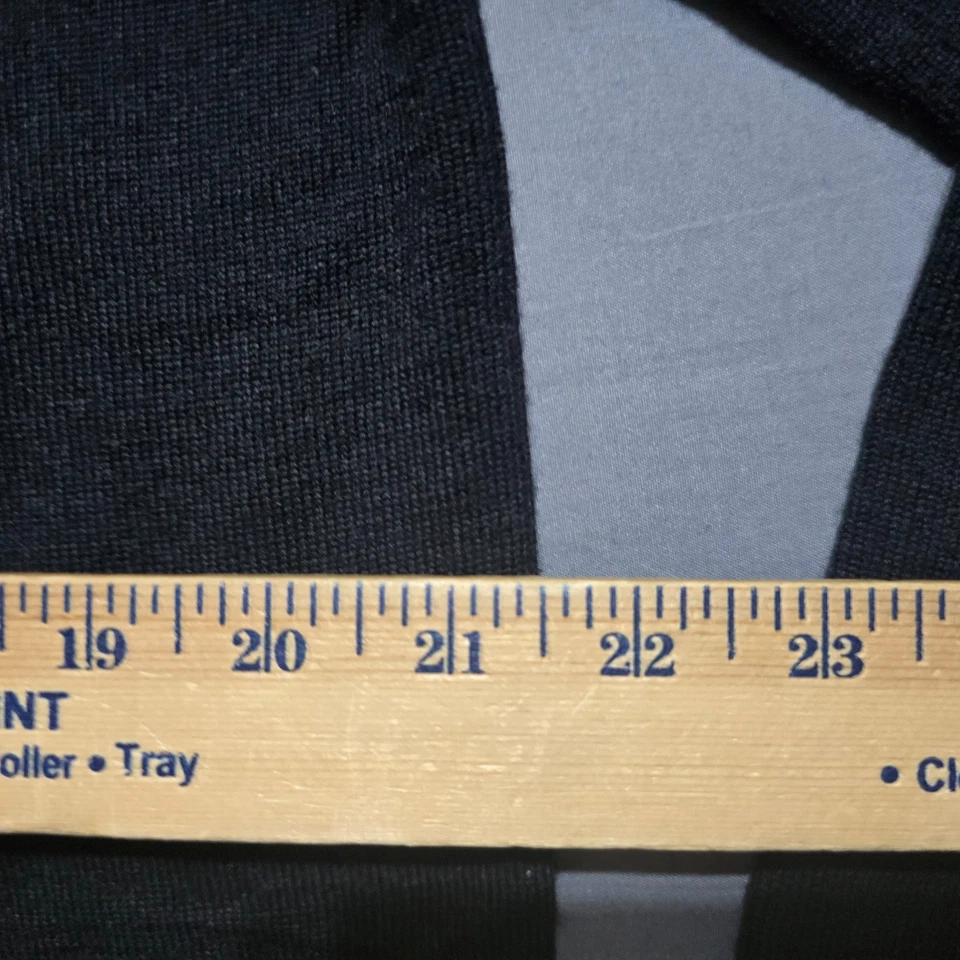 19 20 21 22 23
NT
oller • Tray • Cl